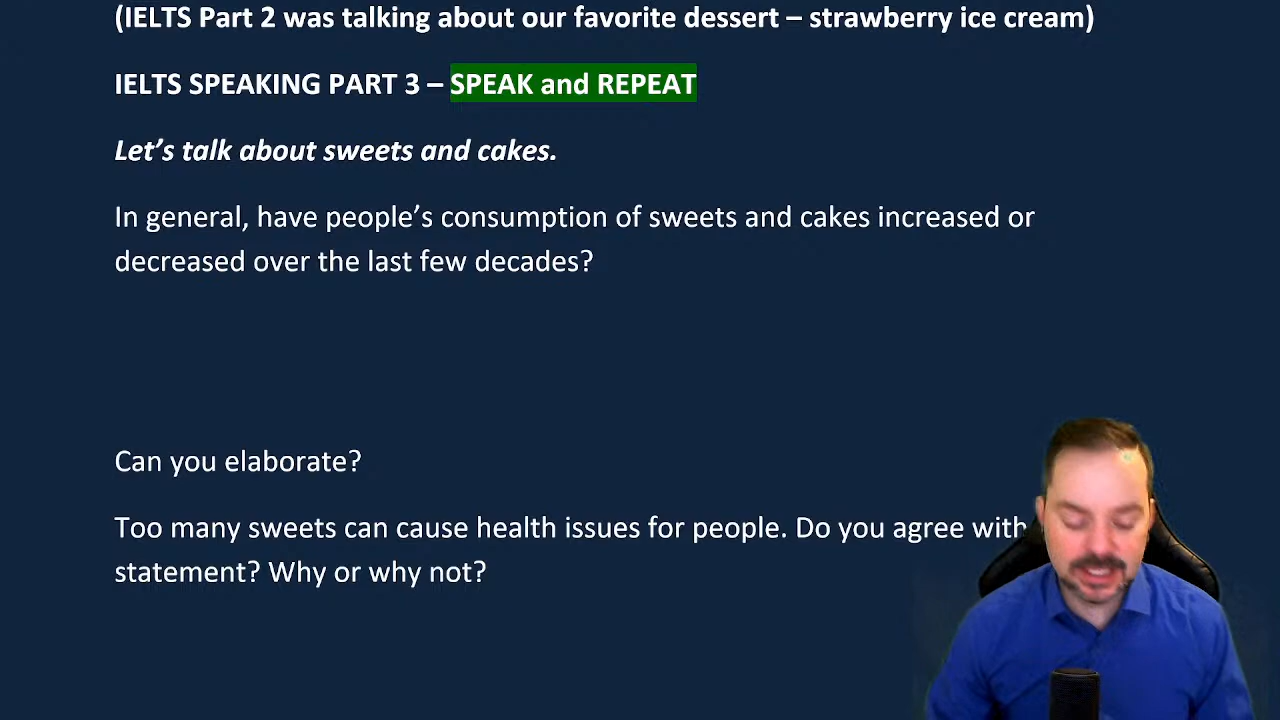 (IELTS Part 2 was talking about our favorite dessert – strawberry ice cream)
IELTS SPEAKING PART 3 – SPEAK and REPEAT
Let’s talk about sweets and cakes.
In general, have people’s consumption of sweets and cakes increased or
decreased over the last few decades?
Can you elaborate?
Too many sweets can cause health issues for people. Do you agree with
statement? Why or why not?